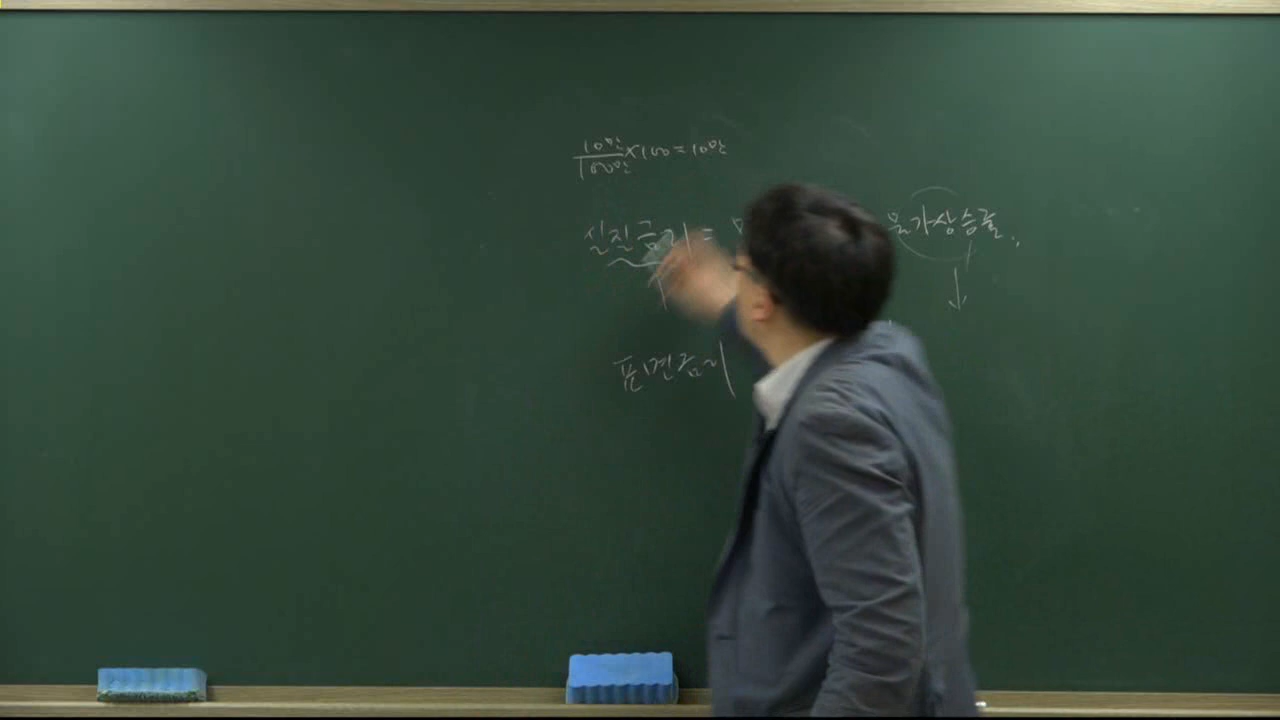 10만/100만 ×100 = 10만
실질금리 = 물가상승률
표면금리